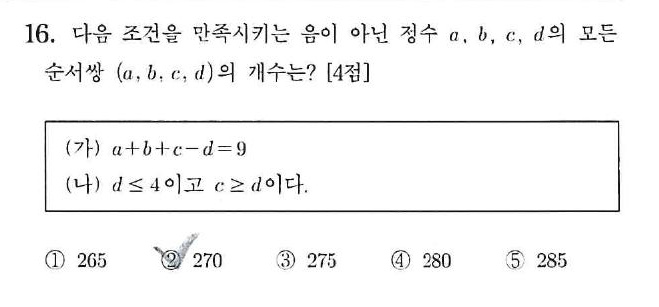 16. 다음 조건을 만족시키는 음이 아닌 정수 a, b, c, d의 모든
순서쌍 (a, b, c, d)의 개수는? [4점]
(가) a+b+c-d=9
(나) d≤4이고 c≥d이다.
① 265 ② 270 ③ 275 ④ 280 ⑤ 285